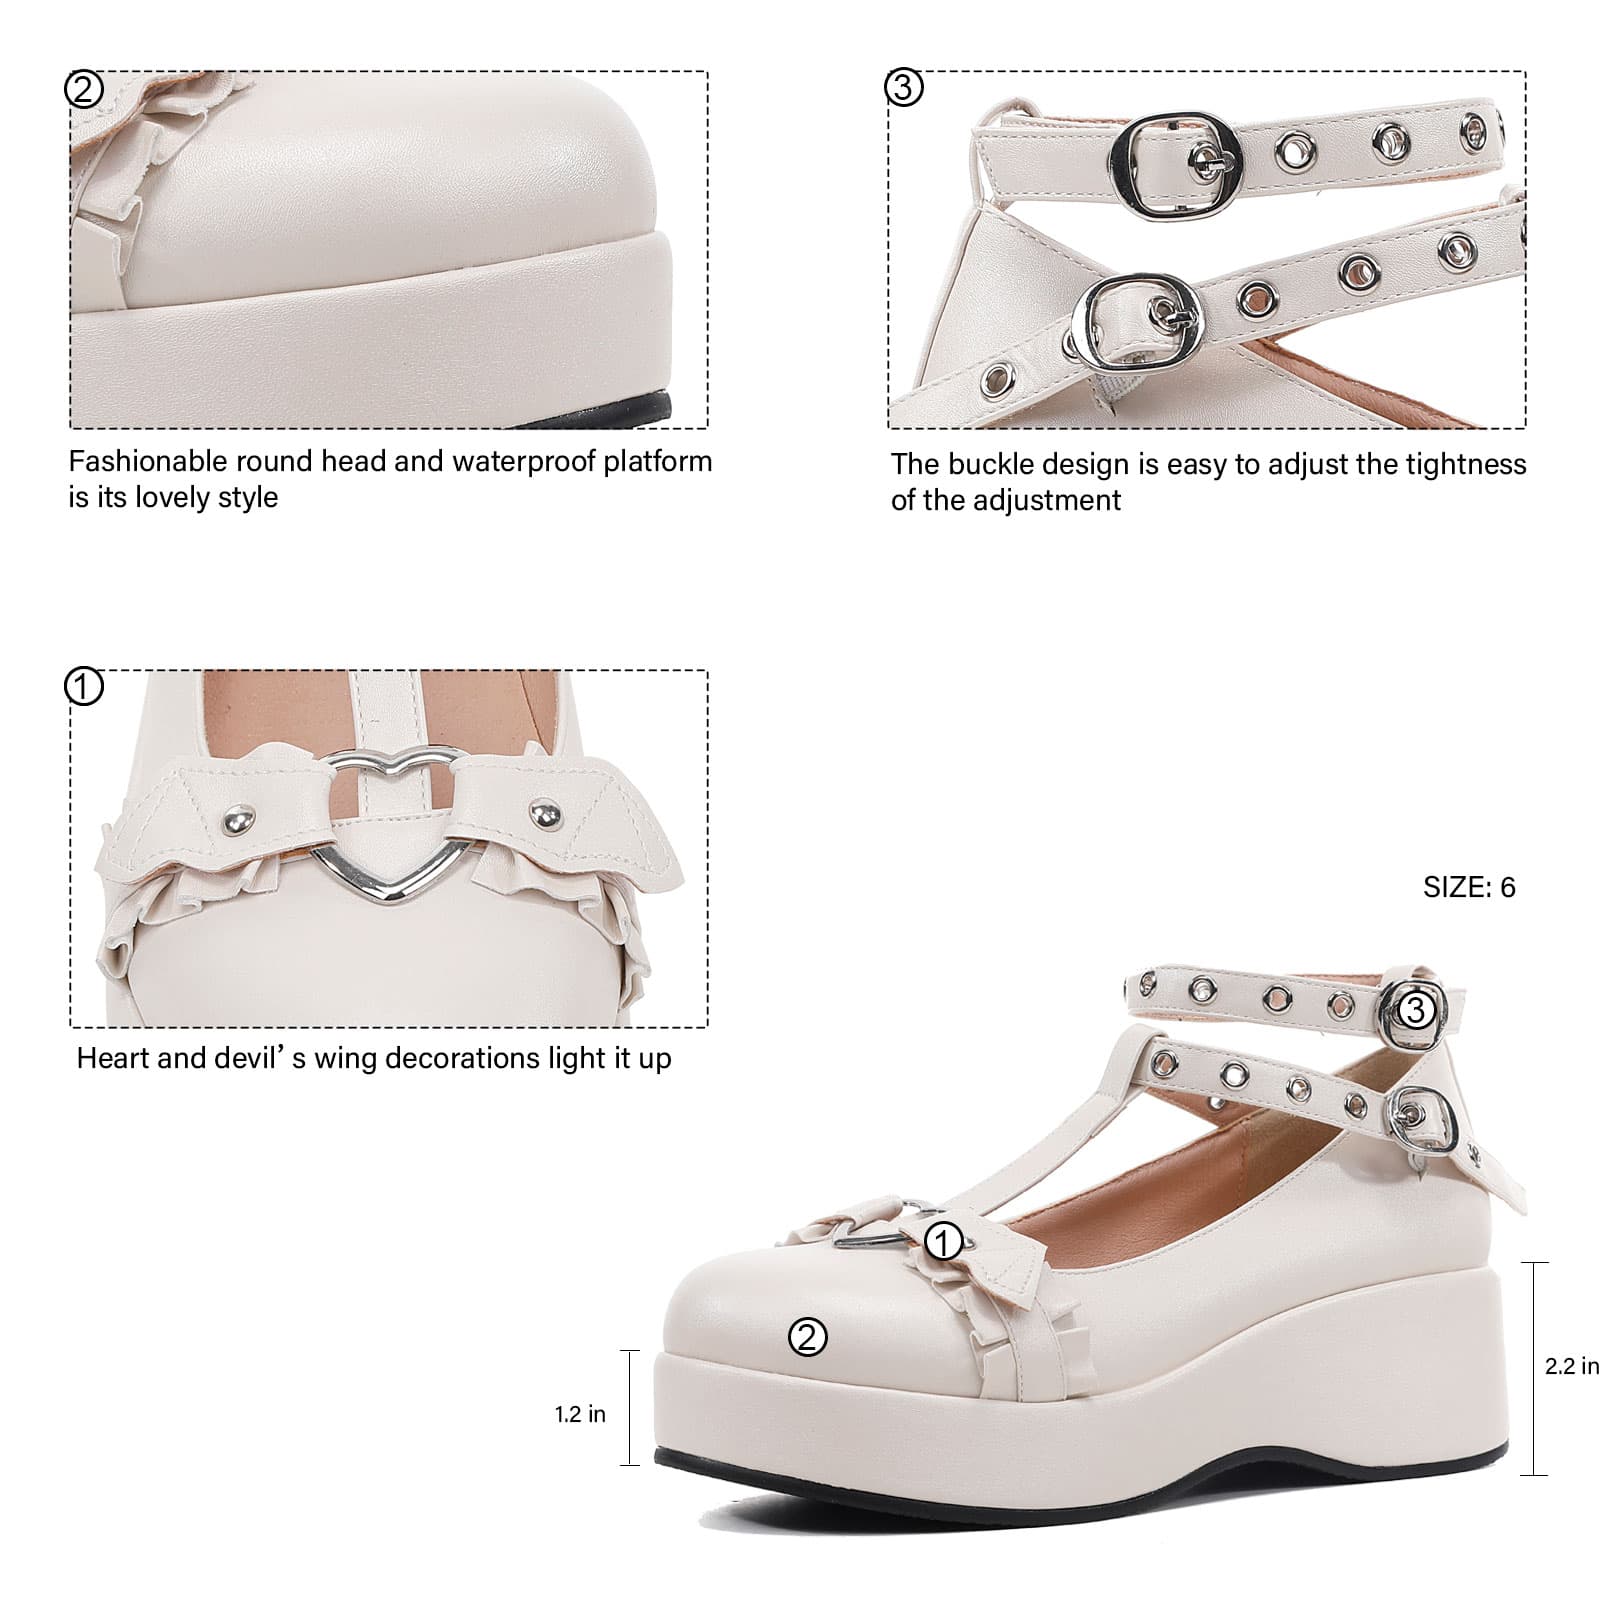 2
Fashionable round head and waterproof platform
is its lovely style
3
The buckle design is easy to adjust the tightness
of the adjustment
1
Heart and devil’s wing decorations light it up
SIZE: 6
3
1
2
1.2 in
2.2 in